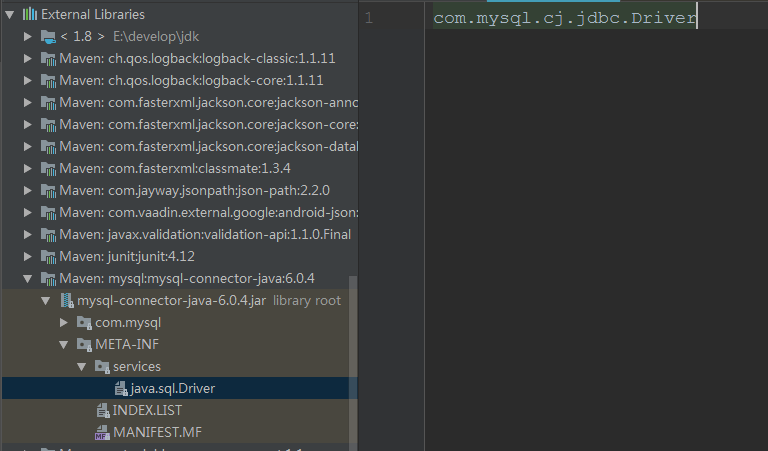 External Libraries
< 1.8 > E:\develop\jdk
Maven: ch.qos.logback:logback-classic:1.1.11
Maven: ch.qos.logback:logback-core:1.1.11
Maven: com.fasterxml.jackson.core:jackson-anno
Maven: com.fasterxml.jackson.core:jackson-core:
Maven: com.fasterxml.jackson.core:jackson-datal
Maven: com.fasterxml:classmate:1.3.4
Maven: com.jayway.jsonpath:json-path:2.2.0
Maven: com.vaadin.external.google:android-json:
Maven: javax.validation:validation-api:1.1.0.Final
Maven: junit:junit:4.12
Maven: mysql:mysql-connector-java:6.0.4
mysql-connector-java-6.0.4.jar library root
com.mysql
META-INF
services
java.sql.Driver
INDEX.LIST
MF MANIFEST.MF
1 com.mysql.cj.jdbc.Driver